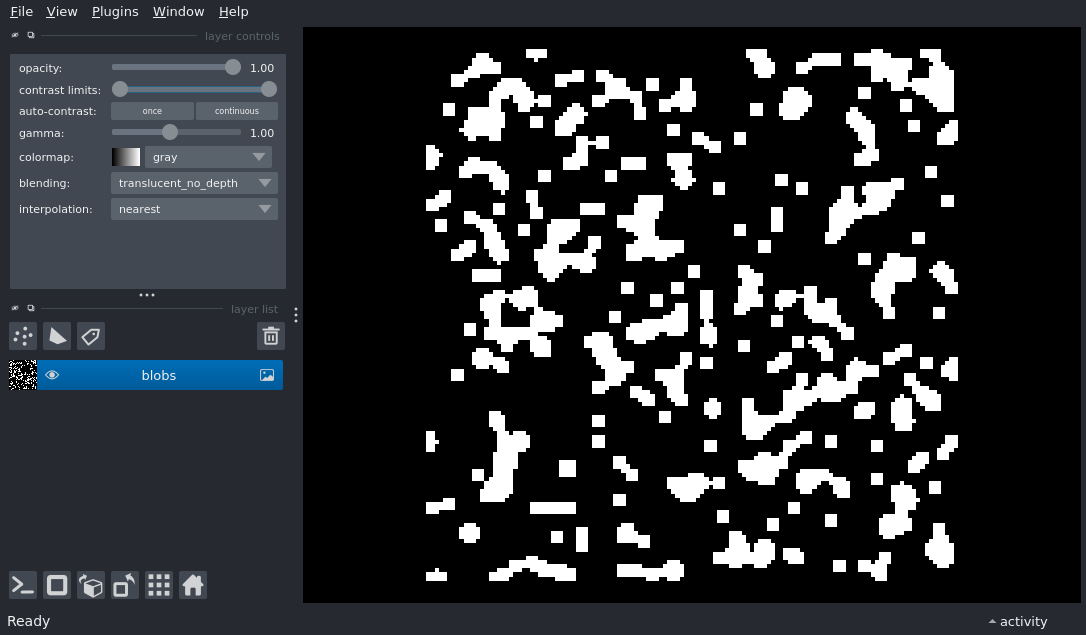 File View Plugins Window Help
layer controls
opacity: 1.00
contrast limits:
auto-contrast: once continuous
gamma: 1.00
colormap: gray
blending: translucent_no_depth
interpolation: nearest
layer list
blobs
Ready activity